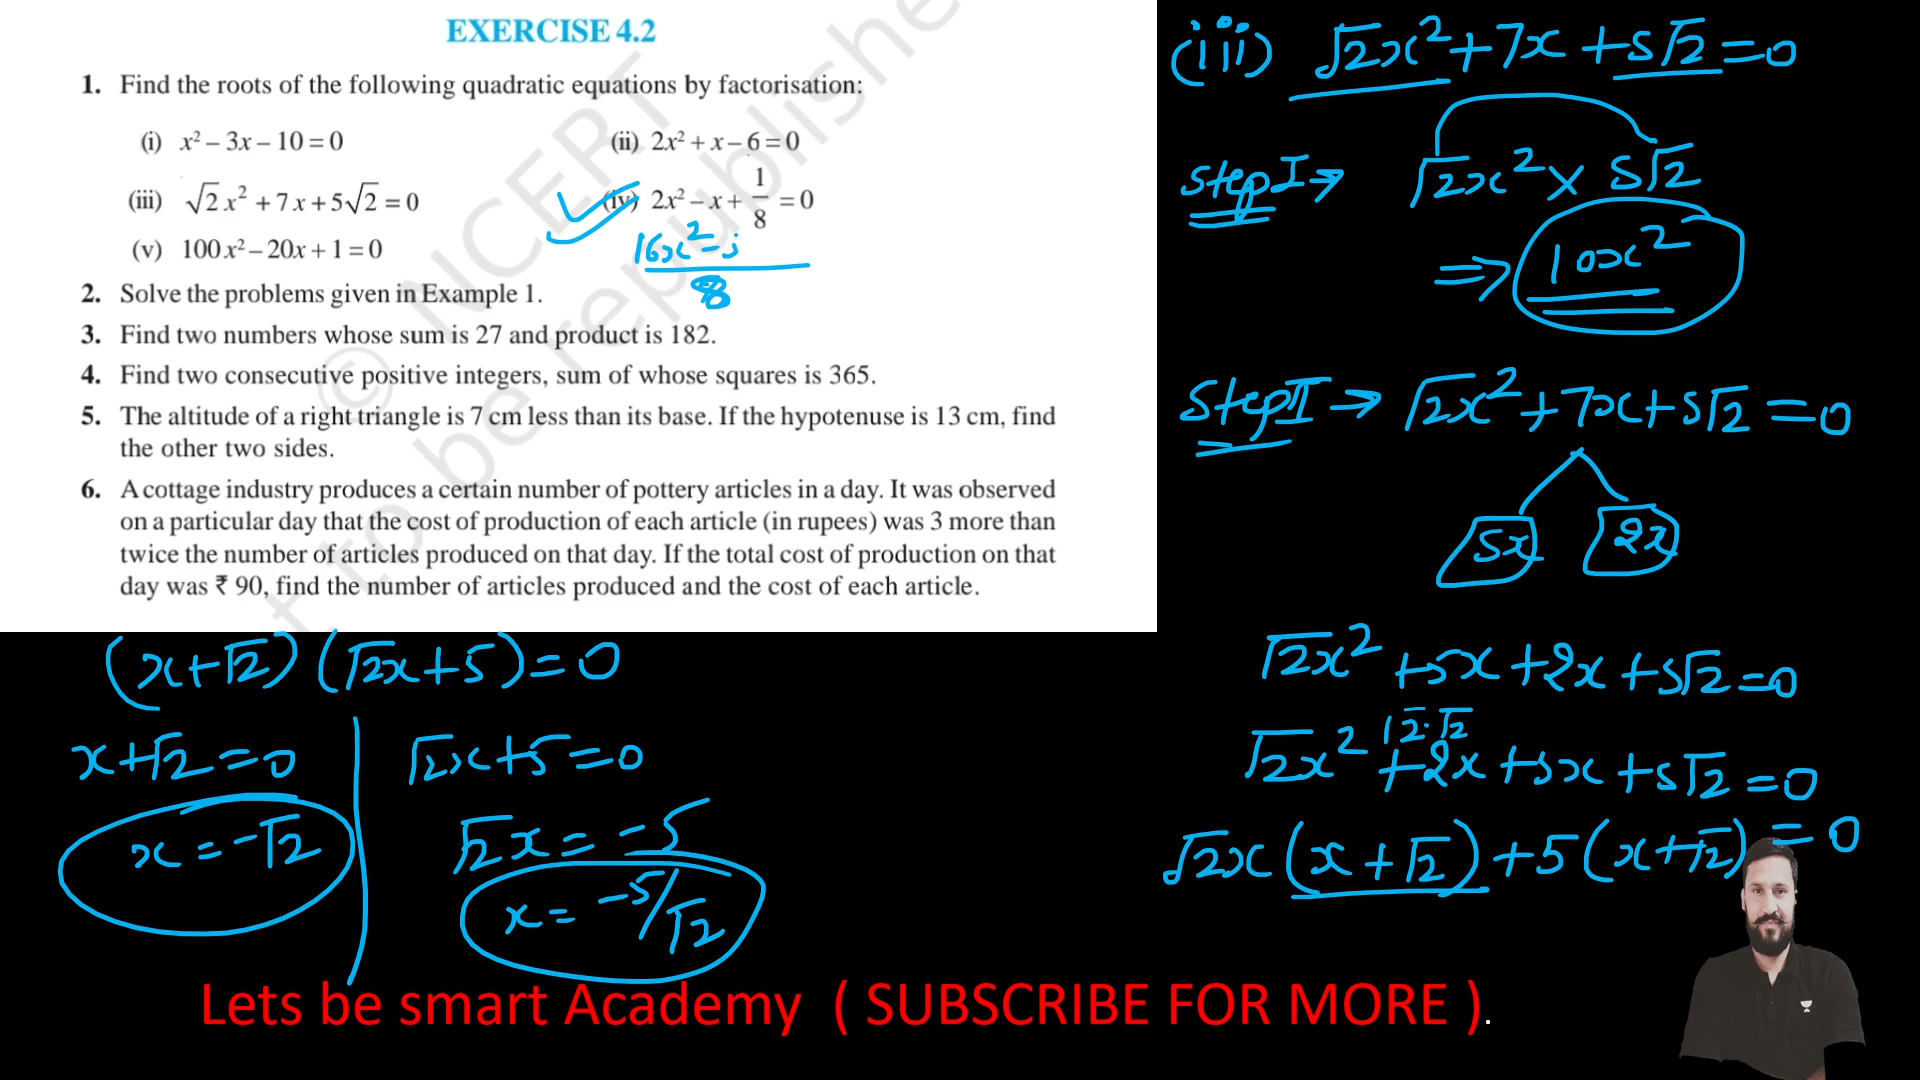 EXERCISE 4.2
1. Find the roots of the following quadratic equations by factorisation:
(i) x² – 3x – 10 = 0 (ii) 2x² + x – 6 = 0
(iii) √2 x² + 7x + 5√2 = 0 (iv) 2x² – x + 1/8 = 0
(v) 100x² – 20x + 1 = 0
16x² –
8
2. Solve the problems given in Example 1.
3. Find two numbers whose sum is 27 and product is 182.
4. Find two consecutive positive integers, sum of whose squares is 365.
5. The altitude of a right triangle is 7 cm less than its base. If the hypotenuse is 13 cm, find
the other two sides.
6. A cottage industry produces a certain number of pottery articles in a day. It was observed
on a particular day that the cost of production of each article (in rupees) was 3 more than
twice the number of articles produced on that day. If the total cost of production on that
day was ₹ 90, find the number of articles produced and the cost of each article.
© NCERT
not to be republished
(iii) √2x² + 7x + 5√2 = 0
Step I → √2x² × 5√2
⇒ 10x²
Step II → √2x² + 7x + 5√2 = 0
5x 2x
√2x² + 5x + 2x + 5√2 = 0
√2·√2
√2x² + 2x + 5x + 5√2 = 0
√2x (x + √2) + 5 (x + √2) = 0
(x + √2) (√2x + 5) = 0
x + √2 = 0 √2x + 5 = 0
x = -√2 √2x = -5
x = -5/√2
Lets be smart Academy ( SUBSCRIBE FOR MORE ).